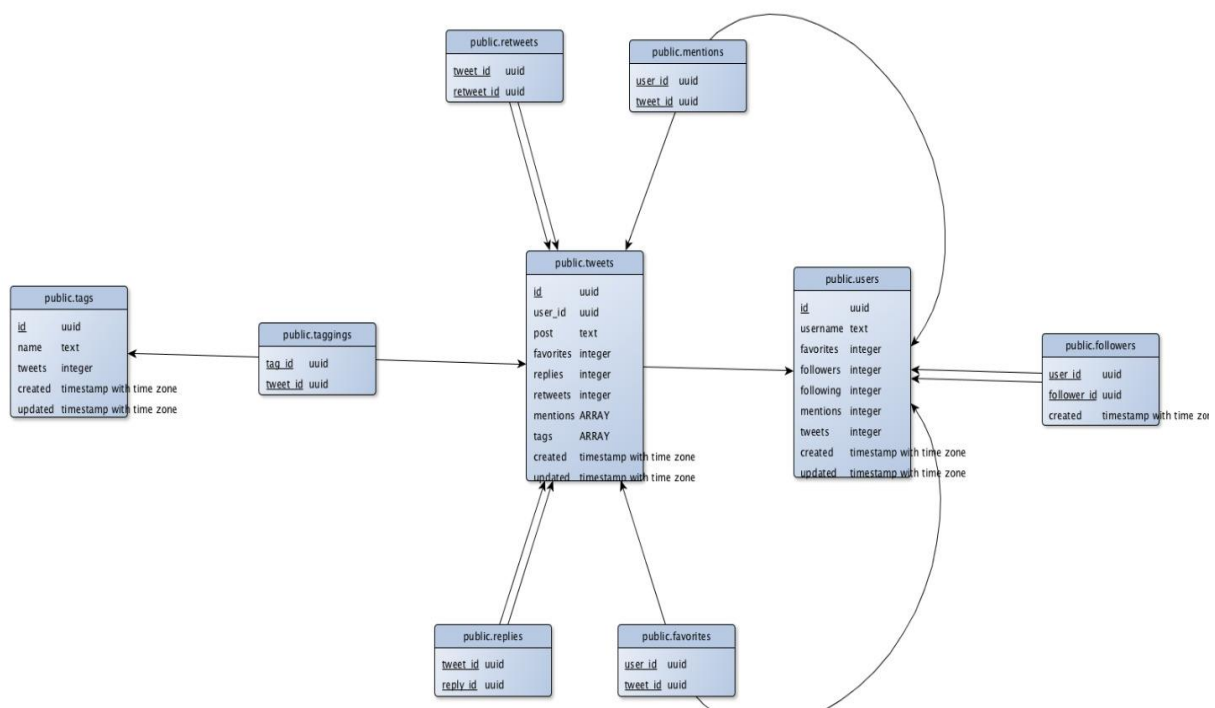 public.retweets
tweet_id uuid
retweet_id uuid
public.mentions
user_id uuid
tweet_id uuid
public.tweets
id uuid
user_id uuid
post text
favorites integer
replies integer
retweets integer
mentions ARRAY
tags ARRAY
created timestamp with time zone
updated timestamp with time zone
public.users
id uuid
username text
favorites integer
followers integer
following integer
mentions integer
tweets integer
created timestamp with time zone
updated timestamp with time zone
public.tags
id uuid
name text
tweets integer
created timestamp with time zone
updated timestamp with time zone
public.taggings
tag_id uuid
tweet_id uuid
public.followers
user_id uuid
follower_id uuid
created timestamp with time zon
public.replies
tweet_id uuid
reply_id uuid
public.favorites
user_id uuid
tweet_id uuid